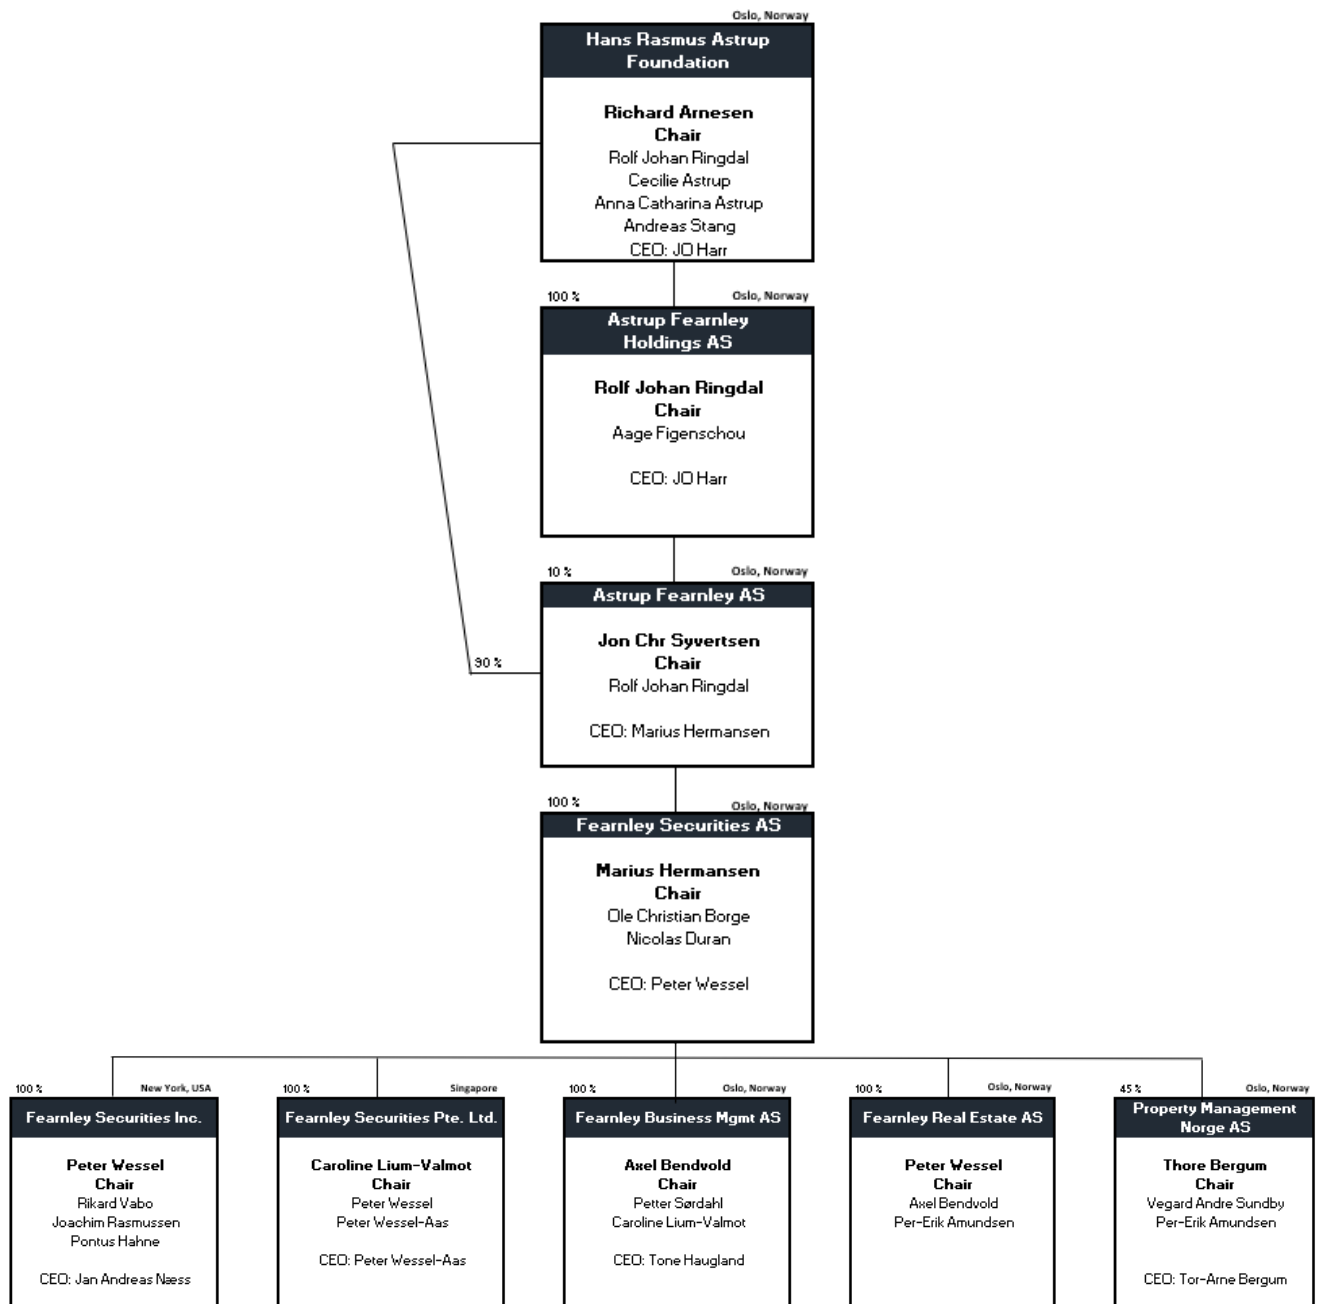 Oslo, Norway
Hans Rasmus Astrup
Foundation
Richard Arnesen
Chair
Rolf Johan Ringdal
Cecilie Astrup
Anna Catharina Astrup
Andreas Stang
CEO: JO Harr
100 %
Oslo, Norway
Astrup Fearnley
Holdings AS
Rolf Johan Ringdal
Chair
Aage Figenschou
CEO: JO Harr
10 %
Oslo, Norway
Astrup Fearnley AS
Jon Chr Syvertsen
Chair
90 %
Rolf Johan Ringdal
CEO: Marius Hermansen
100 %
Oslo, Norway
Fearnley Securities AS
Marius Hermansen
Chair
Ole Christian Borge
Nicolas Duran
CEO: Peter Wessel
100 %
New York, USA
Fearnley Securities Inc.
Peter Wessel
Chair
Rikard Vabo
Joachim Rasmussen
Pontus Hahne
CEO: Jan Andreas Næss
100 %
Singapore
Fearnley Securities Pte. Ltd.
Caroline Lium-Valmot
Chair
Peter Wessel
Peter Wessel-Aas
CEO: Peter Wessel-Aas
100 %
Oslo, Norway
Fearnley Business Mgmt AS
Axel Bendvold
Chair
Petter Sørdahl
Caroline Lium-Valmot
CEO: Tone Haugland
100 %
Oslo, Norway
Fearnley Real Estate AS
Peter Wessel
Chair
Axel Bendvold
Per-Erik Amundsen
45 %
Oslo, Norway
Property Management
Norge AS
Thore Bergum
Chair
Vegard Andre Sundby
Per-Erik Amundsen
CEO: Tor-Arne Bergum